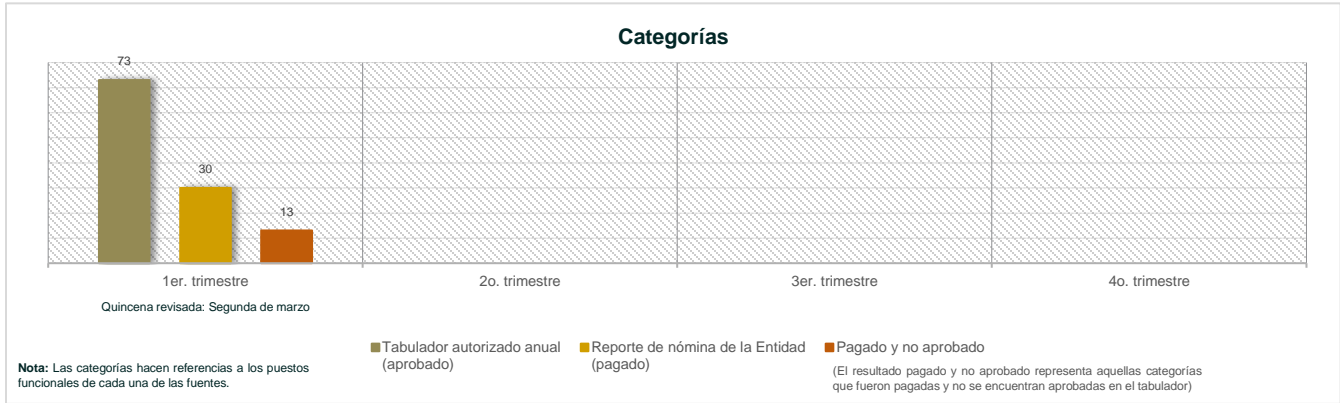 Categorías
73
30
13
1er. trimestre
2o. trimestre
3er. trimestre
4o. trimestre
Quincena revisada: Segunda de marzo
Tabulador autorizado anual
(aprobado)
Reporte de nómina de la Entidad
(pagado)
Pagado y no aprobado
(El resultado pagado y no aprobado representa aquellas categorías
que fueron pagadas y no se encuentran aprobadas en el tabulador)
Nota: Las categorías hacen referencias a los puestos
funcionales de cada una de las fuentes.